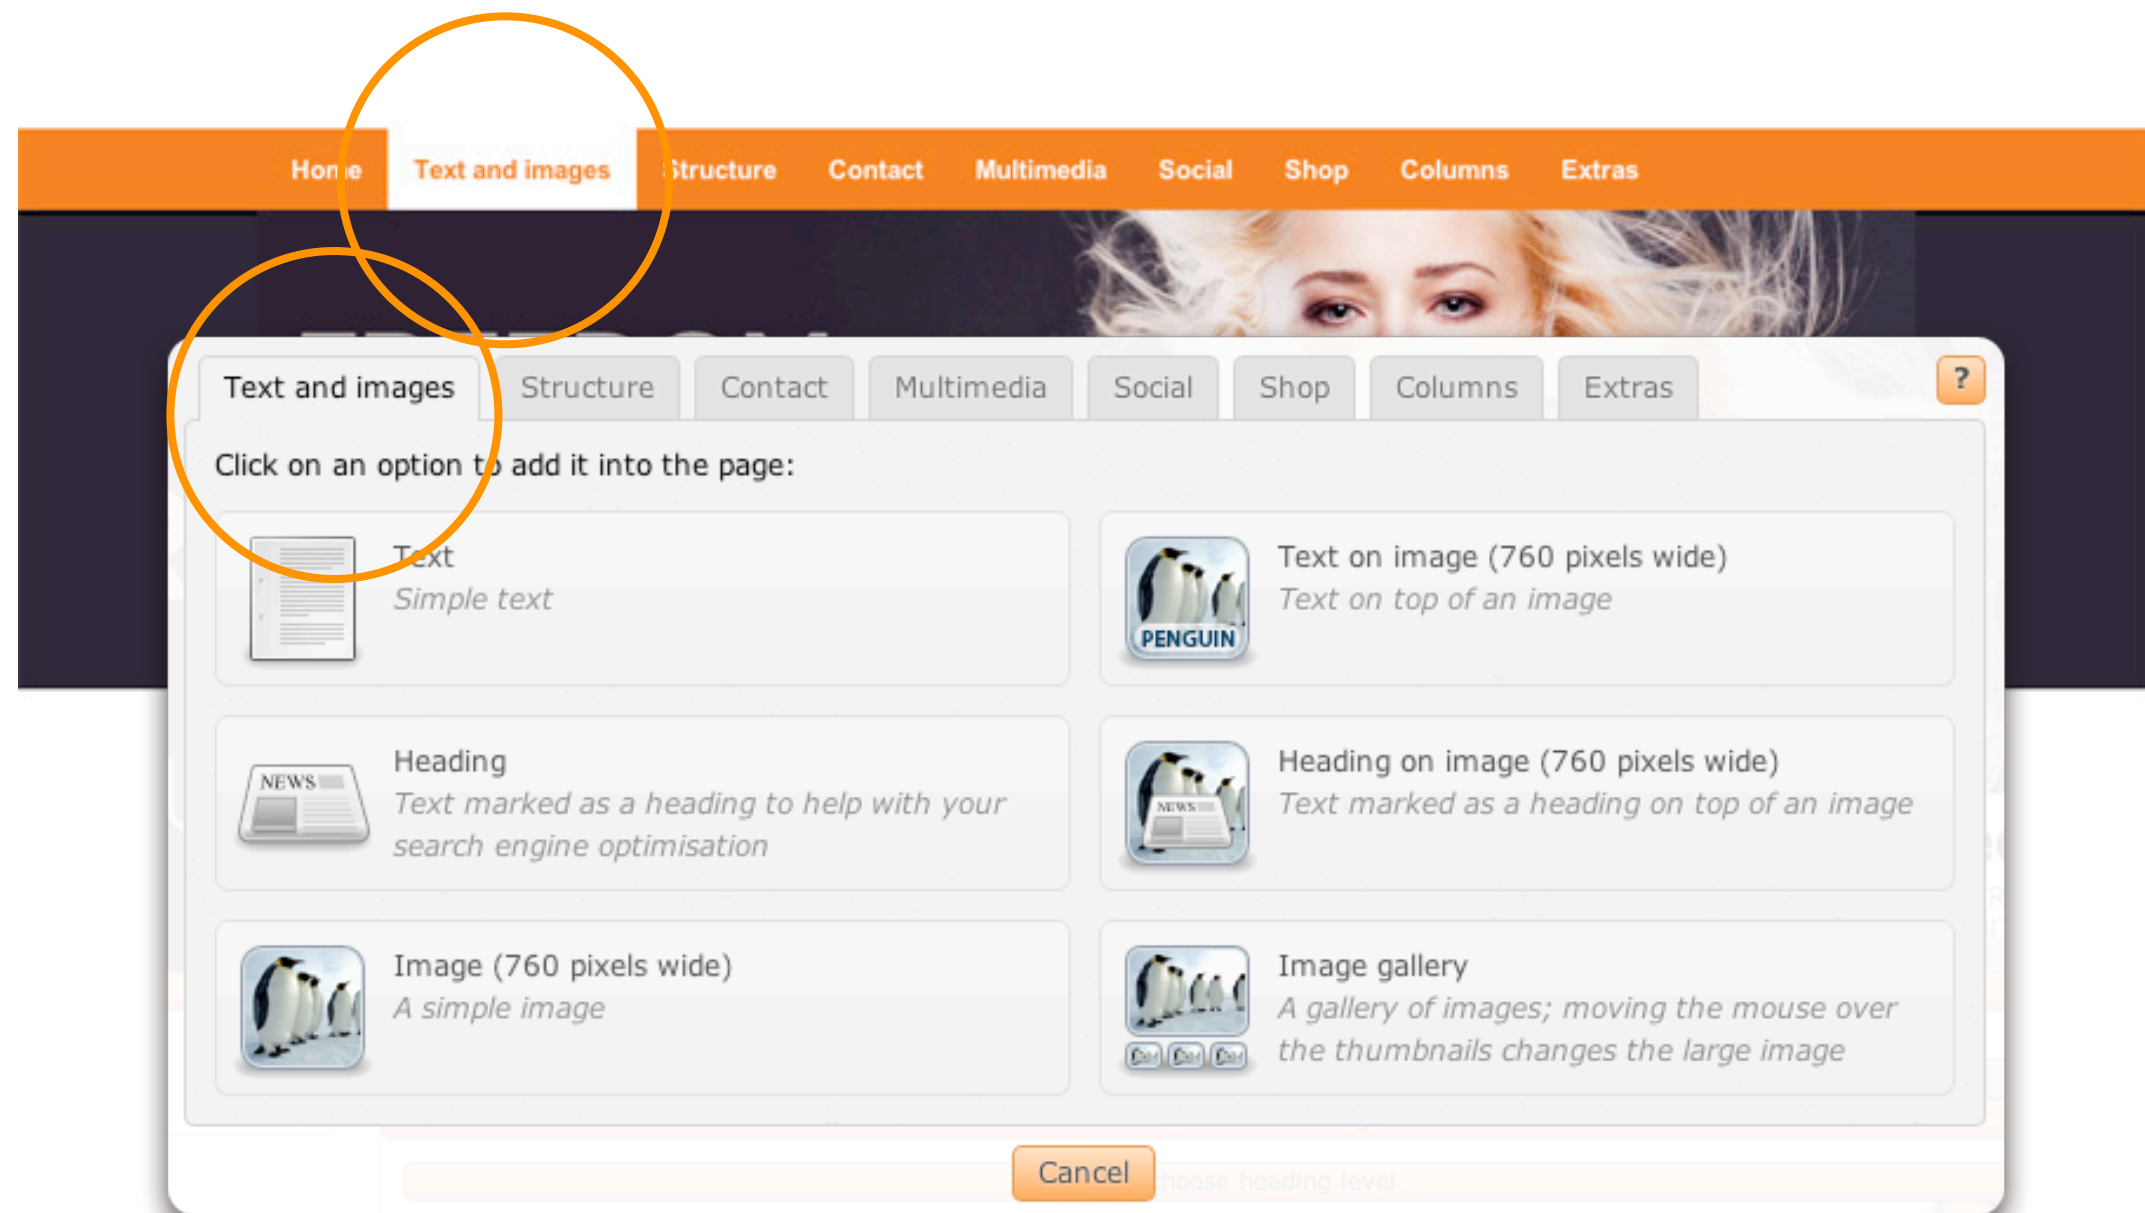 Home Text and images Structure Contact Multimedia Social Shop Columns Extras
Text and images Structure Contact Multimedia Social Shop Columns Extras ?
Click on an option to add it into the page:
Text
Simple text
Text on image (760 pixels wide)
Text on top of an image
PENGUIN
Heading
Text marked as a heading to help with your
search engine optimisation
NEWS
Heading on image (760 pixels wide)
Text marked as a heading on top of an image
NEWS
Image (760 pixels wide)
A simple image
Image gallery
A gallery of images; moving the mouse over
the thumbnails changes the large image
Cancel
heading level